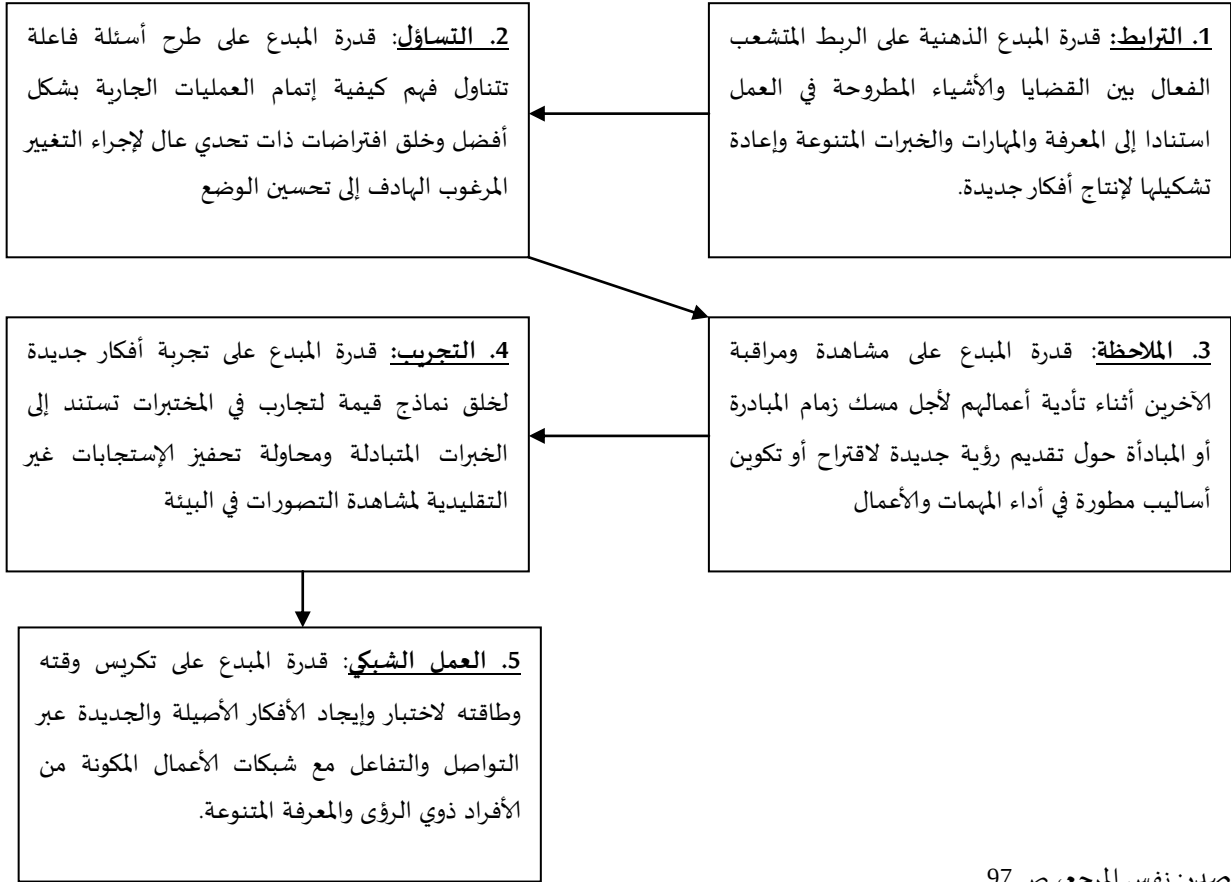 1. الترابط: قدرة المبدع الذهنية على الربط المتشعب
الفعال بين القضايا والأشياء المطروحة في العمل
استنادا إلى المعرفة والمهارات والخبرات المتنوعة وإعادة
تشكيلها لإنتاج أفكار جديدة.
2. التساؤل: قدرة المبدع على طرح أسئلة فاعلة
تتناول فهم كيفية إتمام العمليات الجارية بشكل
أفضل وخلق افتراضات ذات تحدي عال لإجراء التغيير
المرغوب الهادف إلى تحسين الوضع
3. الملاحظة: قدرة المبدع على مشاهدة ومراقبة
الآخرين أثناء تأدية أعمالهم لأجل مسك زمام المبادرة
أو المبادأة حول تقديم رؤية جديدة لاقتراح أو تكوين
أساليب مطورة في أداء المهمات والأعمال
4. التجريب: قدرة المبدع على تجربة أفكار جديدة
لخلق نماذج قيمة لتجارب في المختبرات تستند إلى
الخبرات المتبادلة ومحاولة تحفيز الإستجابات غير
التقليدية لمشاهدة التصورات في البيئة
5. العمل الشبكي: قدرة المبدع على تكريس وقته
وطاقته لاختبار وإيجاد الأفكار الأصيلة والجديدة عبر
التواصل والتفاعل مع شبكات الأعمال المكونة من
الأفراد ذوي الرؤى والمعرفة المتنوعة.
صدر: نفس المرجع، ص 97